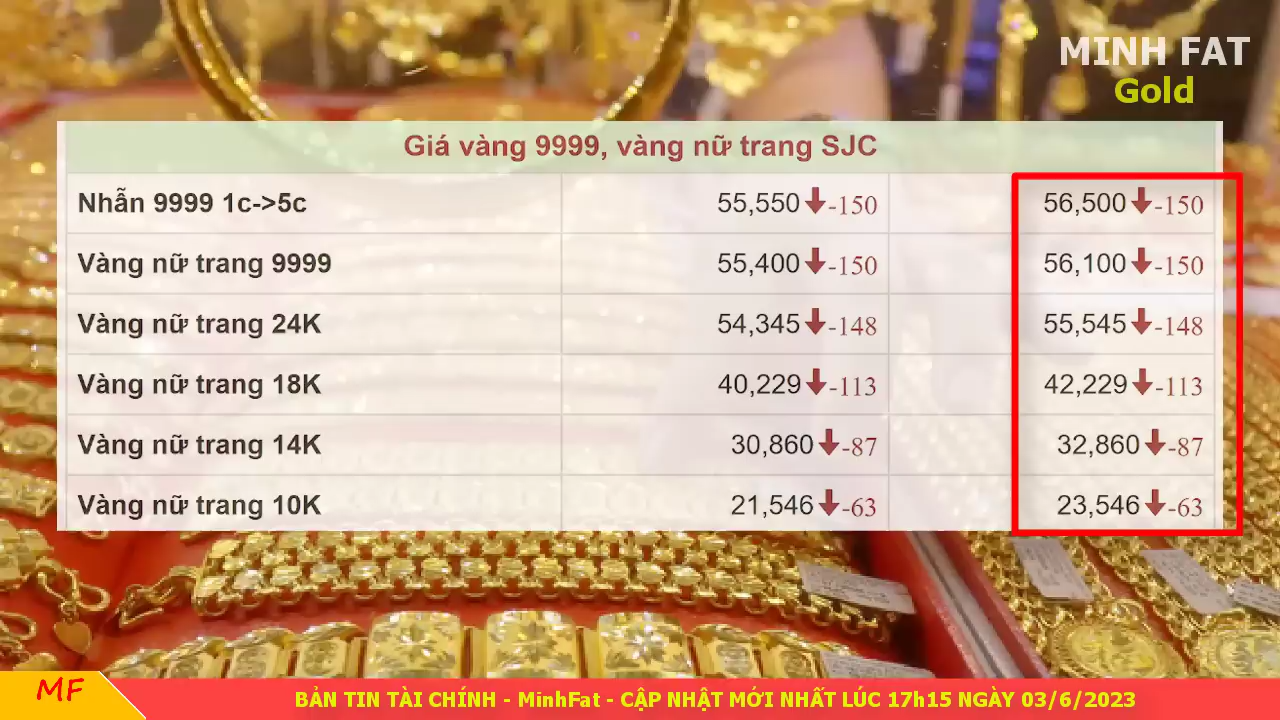 MINH FAT
Gold
Giá vàng 9999, vàng nữ trang SJC
Nhẫn 9999 1c->5c 55,550 -150 56,500 -150
Vàng nữ trang 9999 55,400 -150 56,100 -150
Vàng nữ trang 24K 54,345 -148 55,545 -148
Vàng nữ trang 18K 40,229 -113 42,229 -113
Vàng nữ trang 14K 30,860 -87 32,860 -87
Vàng nữ trang 10K 21,546 -63 23,546 -63
MF BẢN TIN TÀI CHÍNH - MinhFat - CẬP NHẬT MỚI NHẤT LÚC 17h15 NGÀY 03/6/2023